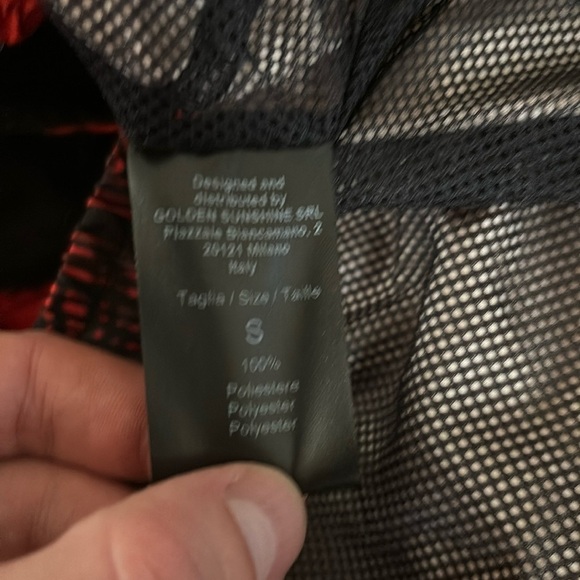 Designed and
distributed by
GOLDEN SUNSHINE SRL
Piazzale Biancamano, 2
20121 Milano
Italy
Taglia / Size / Taille
S
100%
Poliestere
Polyester
Polyester